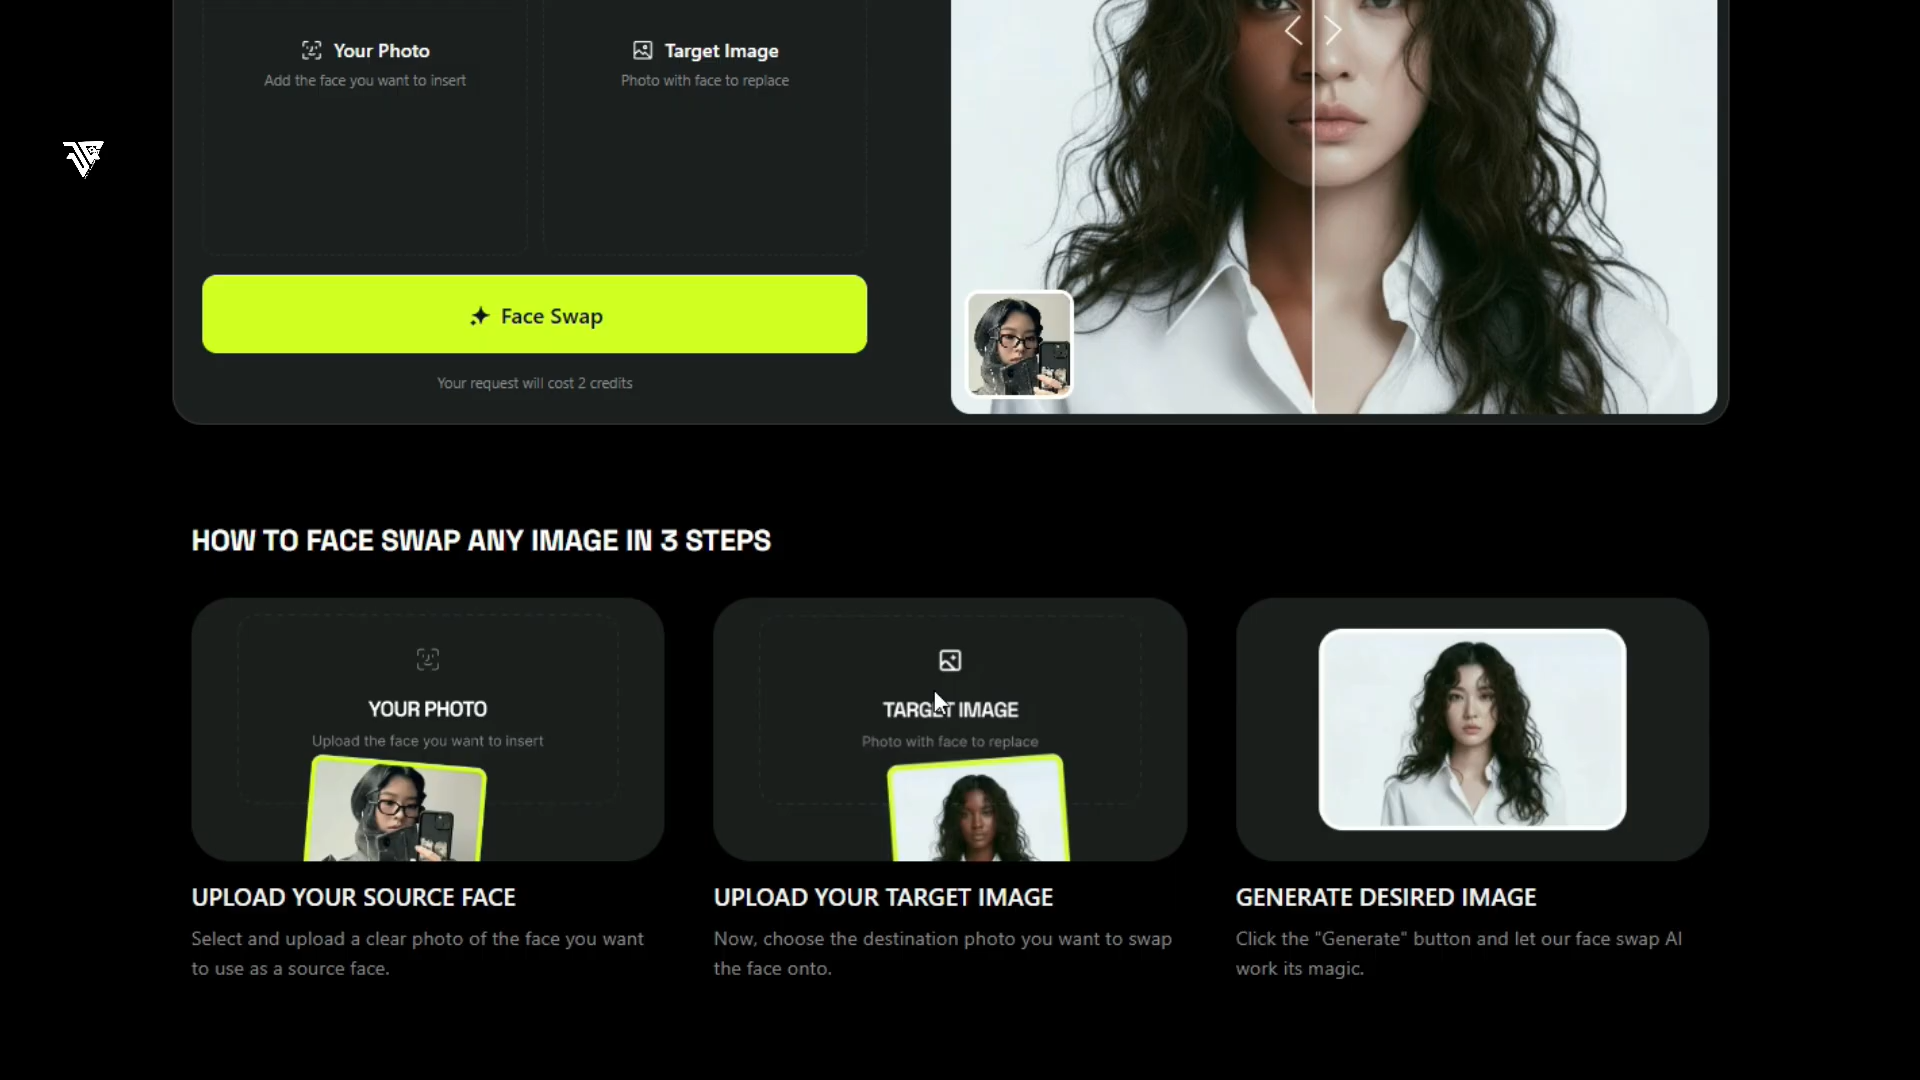 Your Photo
Add the face you want to insert
Target Image
Photo with face to replace
Face Swap
Your request will cost 2 credits
HOW TO FACE SWAP ANY IMAGE IN 3 STEPS
YOUR PHOTO
Upload the face you want to insert
UPLOAD YOUR SOURCE FACE
Select and upload a clear photo of the face you want
to use as a source face.
TARGET IMAGE
Photo with face to replace
UPLOAD YOUR TARGET IMAGE
Now, choose the destination photo you want to swap
the face onto.
GENERATE DESIRED IMAGE
Click the "Generate" button and let our face swap AI
work its magic.